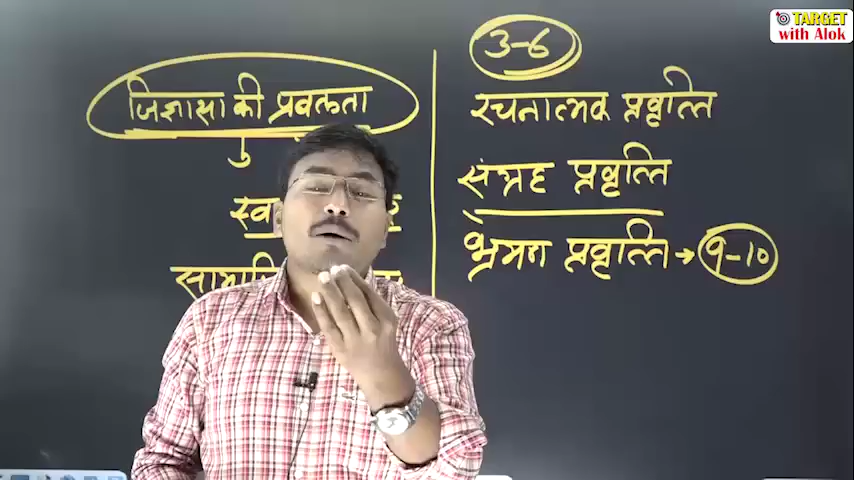 TARGET
with Alok
जिज्ञासा की प्रबलता
3-6
रचनात्मक प्रवृत्ति
संग्रह प्रवृत्ति
भ्रमण प्रवृत्ति → 9-10